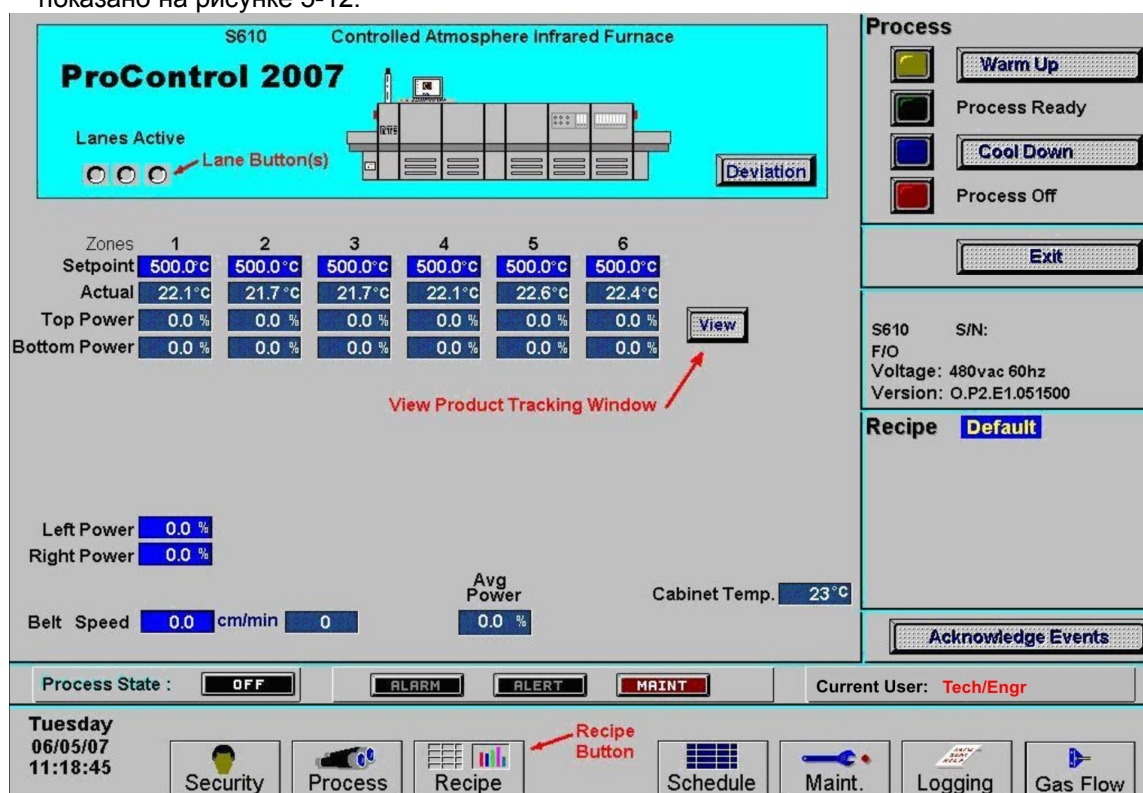 показано на рисунке 3-12.
S610 Controlled Atmosphere Infrared Furnace
ProControl 2007
Lanes Active
Lane Button(s)
Deviation
Zones 1 2 3 4 5 6
Setpoint 500.0°C 500.0°C 500.0°C 500.0°C 500.0°C 500.0°C
Actual 22.1°C 21.7°C 21.7°C 22.1°C 22.6°C 22.4°C
Top Power 0.0 % 0.0 % 0.0 % 0.0 % 0.0 % 0.0 %
Bottom Power 0.0 % 0.0 % 0.0 % 0.0 % 0.0 % 0.0 %
View
View Product Tracking Window
Left Power 0.0 %
Right Power 0.0 %
Avg
Power
Cabinet Temp. 23°C
Belt Speed 0.0 cm/min 0 0.0 %
Process
Warm Up
Process Ready
Cool Down
Process Off
Exit
S610 S/N:
F/O
Voltage: 480vac 60hz
Version: O.P2.E1.051500
Recipe Default
Acknowledge Events
Process State : OFF ALARM ALERT MAINT Current User: Tech/Engr
Tuesday
06/05/07
11:18:45
Recipe
Button
Security Process Recipe Schedule Maint. Logging Gas Flow